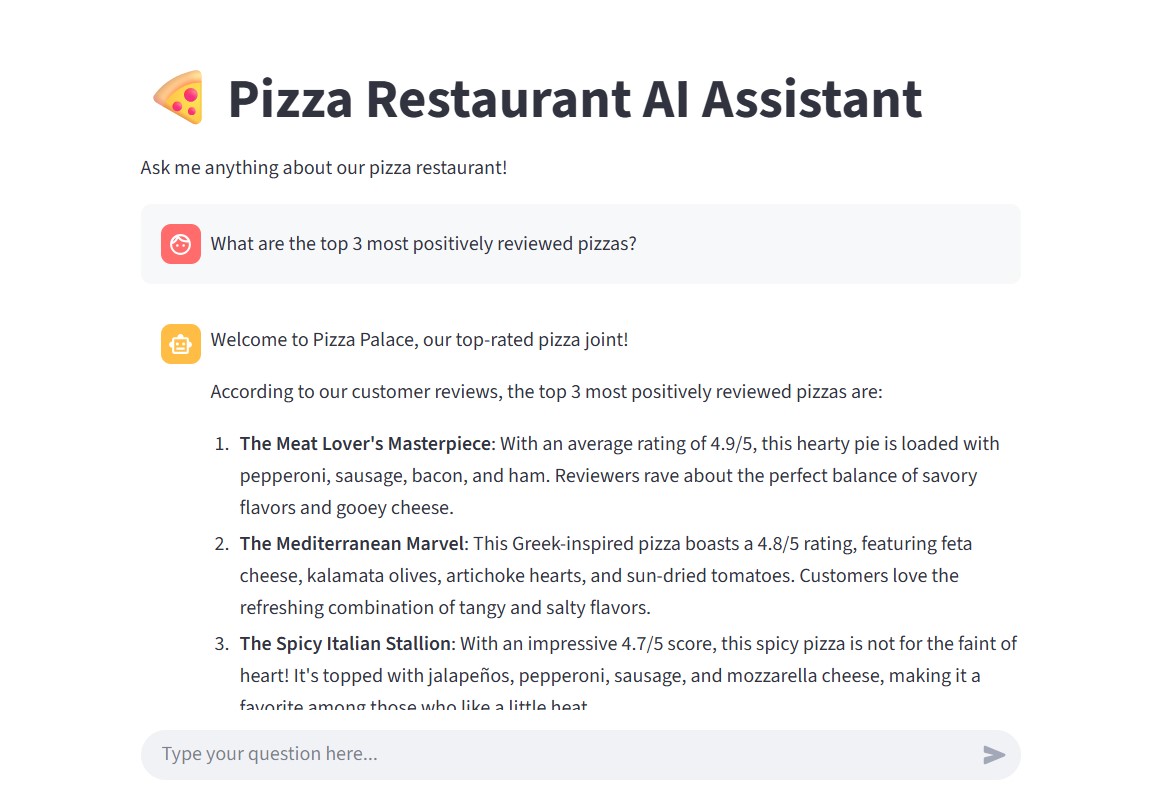 Pizza Restaurant AI Assistant
Ask me anything about our pizza restaurant!
What are the top 3 most positively reviewed pizzas?
Welcome to Pizza Palace, our top-rated pizza joint!
According to our customer reviews, the top 3 most positively reviewed pizzas are:
1. The Meat Lover's Masterpiece: With an average rating of 4.9/5, this hearty pie is loaded with
pepperoni, sausage, bacon, and ham. Reviewers rave about the perfect balance of savory
flavors and gooey cheese.
2. The Mediterranean Marvel: This Greek-inspired pizza boasts a 4.8/5 rating, featuring feta
cheese, kalamata olives, artichoke hearts, and sun-dried tomatoes. Customers love the
refreshing combination of tangy and salty flavors.
3. The Spicy Italian Stallion: With an impressive 4.7/5 score, this spicy pizza is not for the faint of
heart! It's topped with jalapeños, pepperoni, sausage, and mozzarella cheese, making it a
favorite among those who like a little heat.
Type your question here...